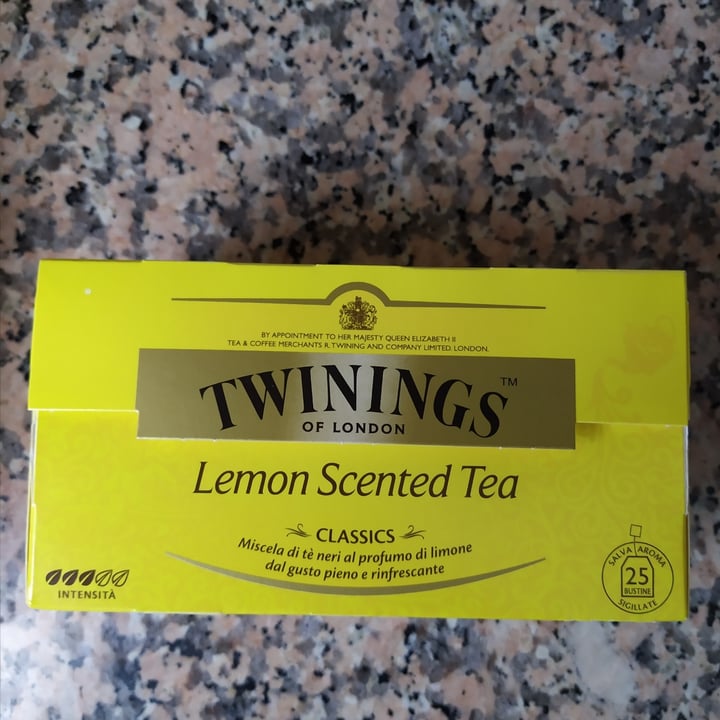 BY APPOINTMENT TO HER MAJESTY QUEEN ELIZABETH II
TEA & COFFEE MERCHANTS R. TWINING AND COMPANY LIMITED. LONDON.
TWININGS™
OF LONDON
Lemon Scented Tea
CLASSICS
Miscela di tè neri al profumo di limone
dal gusto pieno e rinfrescante
INTENSITÀ
SALVA AROMA
25
BUSTINE
SIGILLATE